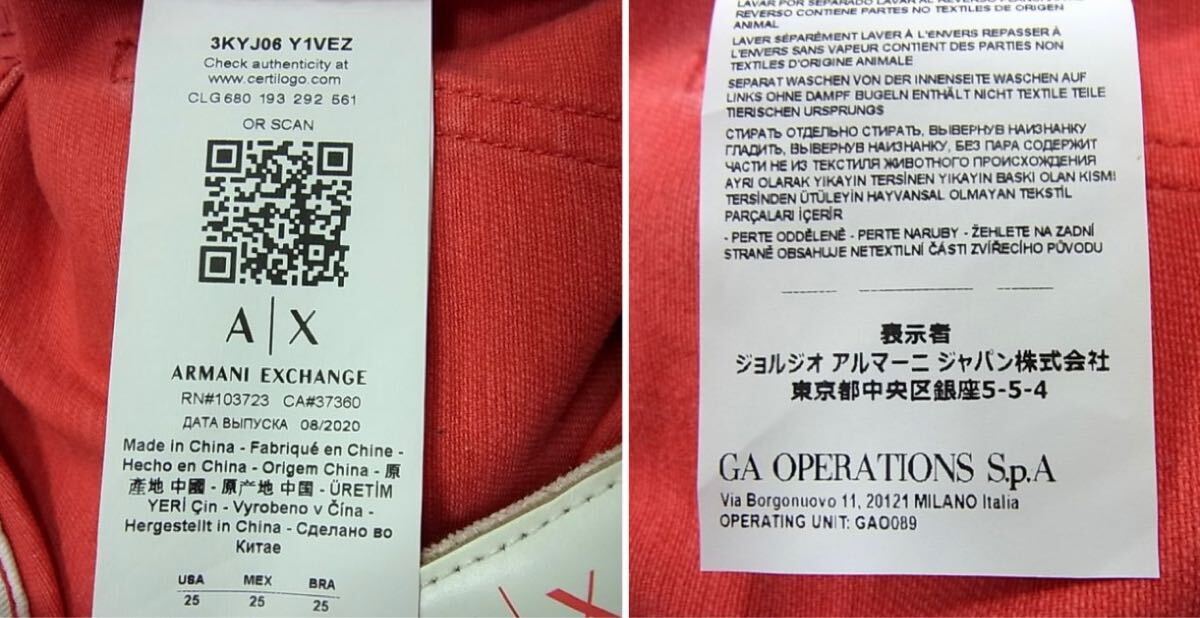 3KYJ06 Y1VEZ
Check authenticity at
www.certilogo.com
CLG 680 193 292 561
OR SCAN
A|X
ARMANI EXCHANGE
RN#103723 CA#37360
ДАТА ВЫПУСКА 08/2020
Made in China - Fabriqué en Chine -
Hecho en China - Origem China - 原
產地 中國 - 原产地 中国 - ÜRETİM
YERİ Çin - Vyrobeno v Čína -
Hergestellt in China - Сделано во
Китае
USA MEX BRA
25 25 25
LAVAR POR SEPARADO LAVAR AL REVERSO
REVERSO CONTIENE PARTES NO TEXTILES DE ORIGEN
ANIMAL
LAVER SÉPARÉMENT LAVER À L'ENVERS REPASSER À
L'ENVERS SANS VAPEUR CONTIENT DES PARTIES NON
TEXTILES D'ORIGINE ANIMALE
SEPARAT WASCHEN VON DER INNENSEITE WASCHEN AUF
LINKS OHNE DAMPF BUGELN ENTHÄLT NICHT TEXTILE TEILE
TIERISCHEN URSPRUNGS
СТИРАТЬ ОТДЕЛЬНО СТИРАТЬ, ВЫВЕРНУВ НАИЗНАНКУ
ГЛАДИТЬ, ВЫВЕРНУВ НАИЗНАНКУ, БЕЗ ПАРА СОДЕРЖИТ
ЧАСТИ НЕ ИЗ ТЕКСТИЛЯ ЖИВОТНОГО ПРОИСХОЖДЕНИЯ
AYRI OLARAK YIKAYIN TERSİNEN YIKAYIN BASKI OLAN KISMI
TERSİNDEN ÜTÜLEYİN HAYVANSAL OLMAYAN TEKSTİL
PARÇALARI İÇERİR
- PERTE ODDĚLENĚ - PERTE NARUBY - ŽEHLETE NA ZADNÍ
STRANĚ OBSAHUJE NETEXTILNÍ ČÁSTI ZVÍŘECÍHO PŮVODU
表示者
ジョルジオ アルマーニ ジャパン株式会社
東京都中央区銀座5-5-4
GA OPERATIONS S.p.A
Via Borgonuovo 11, 20121 MILANO Italia
OPERATING UNIT: GAO089